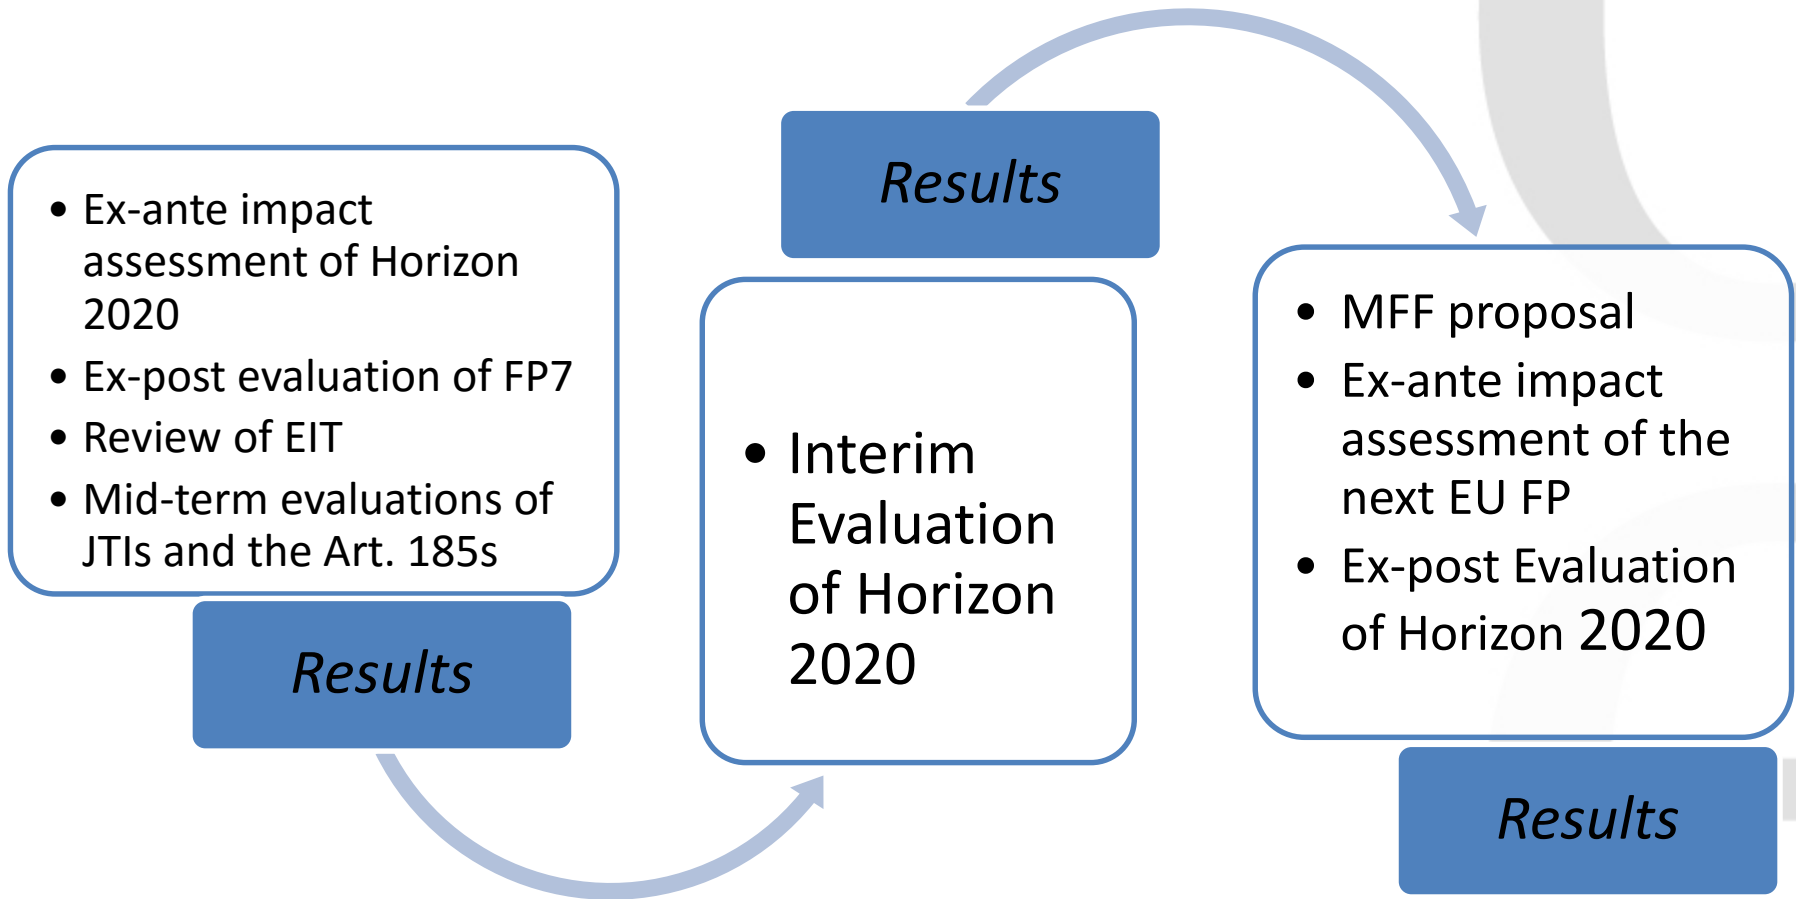 • Ex-ante impact
assessment of Horizon
2020
• Ex-post evaluation of FP7
• Review of EIT
• Mid-term evaluations of
JTIs and the Art. 185s
Results
Results
• Interim
Evaluation
of Horizon
2020
• MFF proposal
• Ex-ante impact
assessment of the
next EU FP
• Ex-post Evaluation
of Horizon 2020
Results